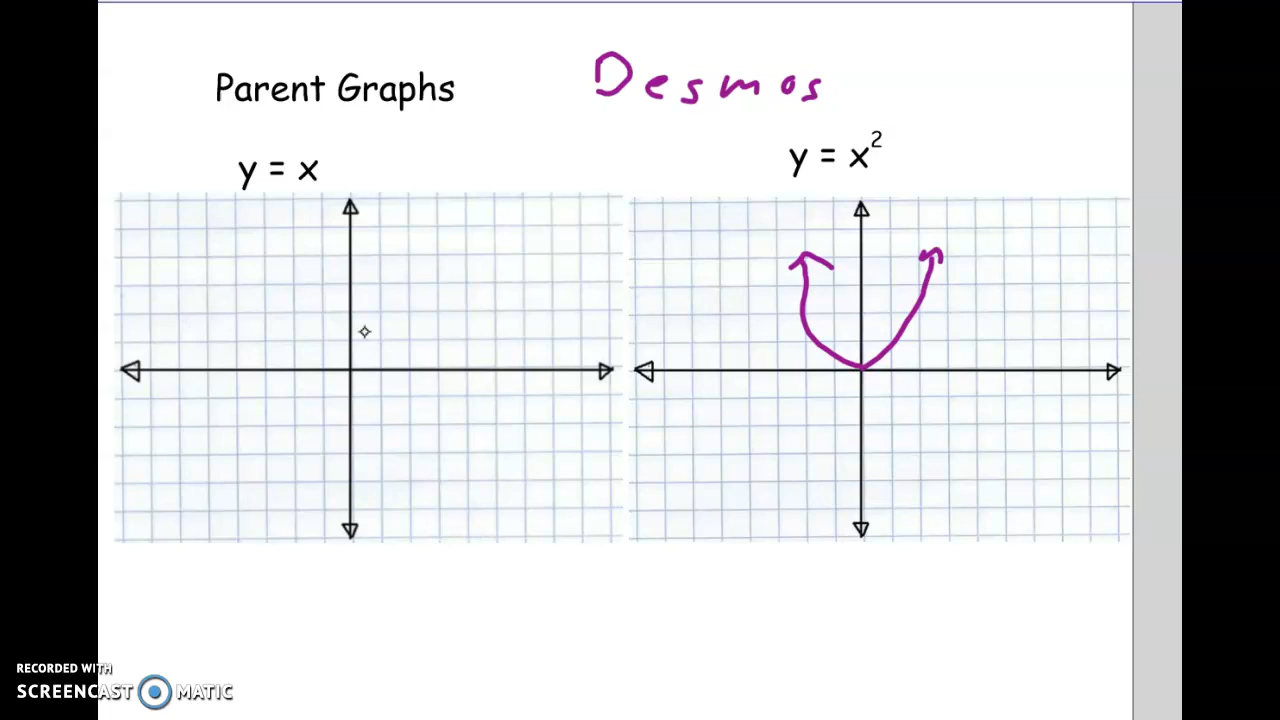 Parent Graphs Desmos
y = x
y = x²
RECORDED WITH
SCREENCAST MATIC